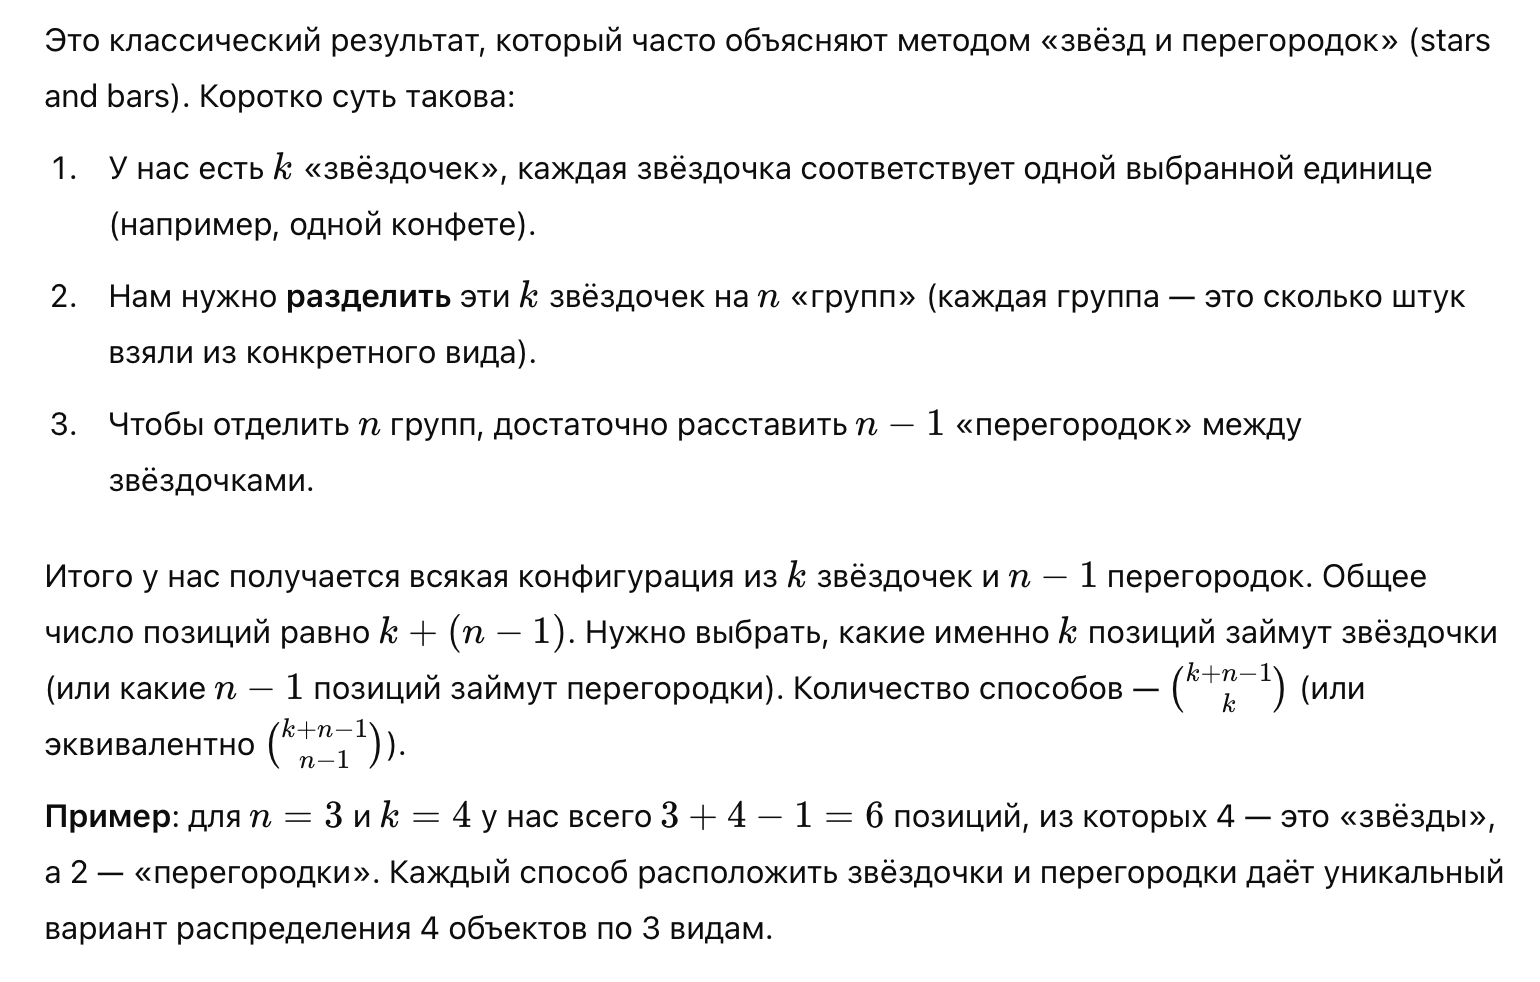 Это классический результат, который часто объясняют методом «звёзд и перегородок» (stars
and bars). Коротко суть такова:
1. У нас есть k «звёздочек», каждая звёздочка соответствует одной выбранной единице
(например, одной конфете).
2. Нам нужно разделить эти k звёздочек на n «групп» (каждая группа — это сколько штук
взяли из конкретного вида).
3. Чтобы отделить n групп, достаточно расставить n − 1 «перегородок» между
звёздочками.
Итого у нас получается всякая конфигурация из k звёздочек и n − 1 перегородок. Общее
число позиций равно k + (n − 1). Нужно выбрать, какие именно k позиций займут звёздочки
(или какие n − 1 позиций займут перегородки). Количество способов — \binom{k+n−1}{k} (или
эквивалентно \binom{k+n−1}{n−1}).
Пример: для n = 3 и k = 4 у нас всего 3 + 4 − 1 = 6 позиций, из которых 4 — это «звёзды»,
а 2 — «перегородки». Каждый способ расположить звёздочки и перегородки даёт уникальный
вариант распределения 4 объектов по 3 видам.